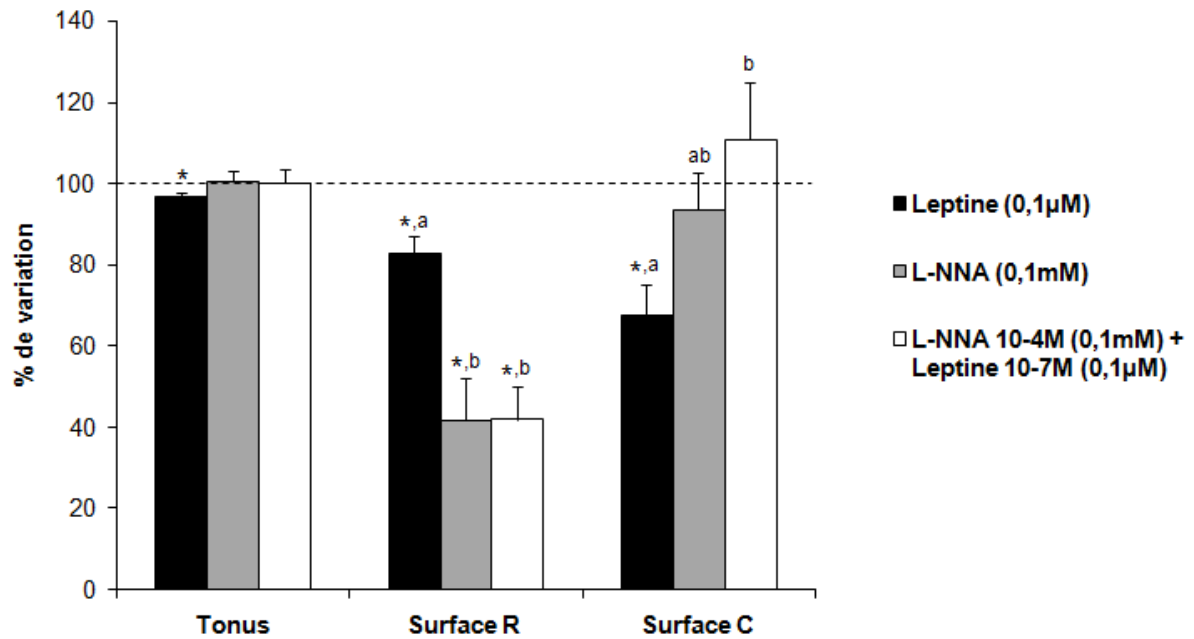 % de variation
140
120
100
80
60
40
20
0
*
*,a
*,b
*,b
*,a
ab
b
Tonus
Surface R
Surface C
Leptine (0,1µM)
L-NNA (0,1mM)
L-NNA 10-4M (0,1mM) +
Leptine 10-7M (0,1µM)